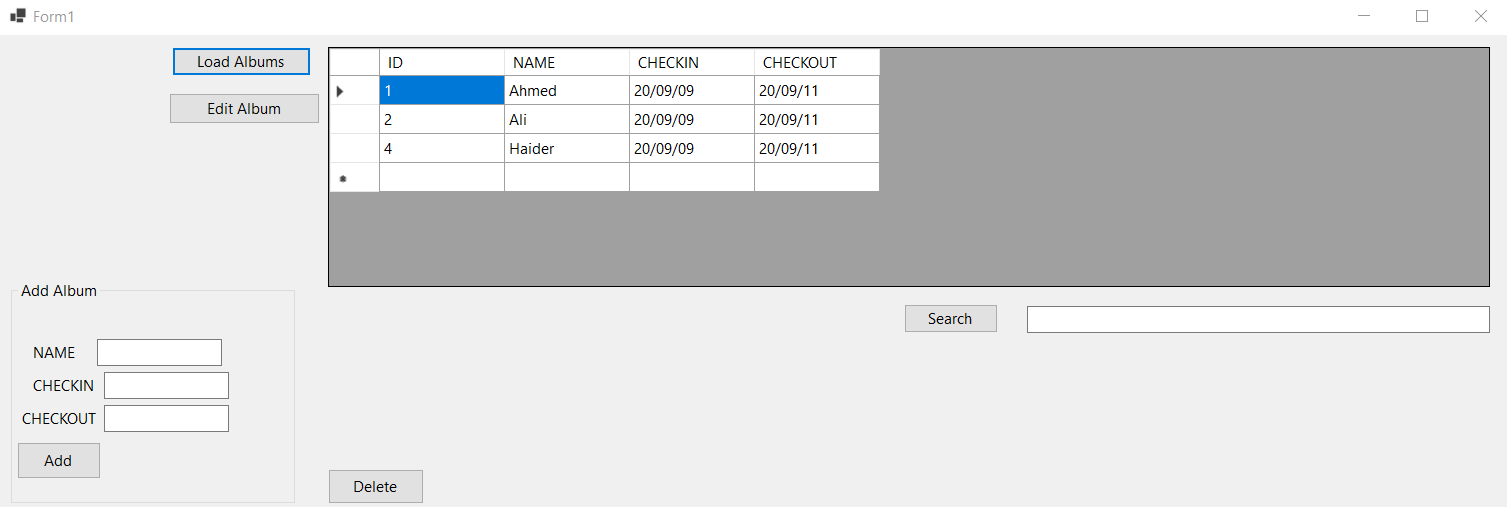 Form1
Load Albums
Edit Album
ID NAME CHECKIN CHECKOUT
1 Ahmed 20/09/09 20/09/11
2 Ali 20/09/09 20/09/11
4 Haider 20/09/09 20/09/11
Search
Add Album
NAME
CHECKIN
CHECKOUT
Add
Delete